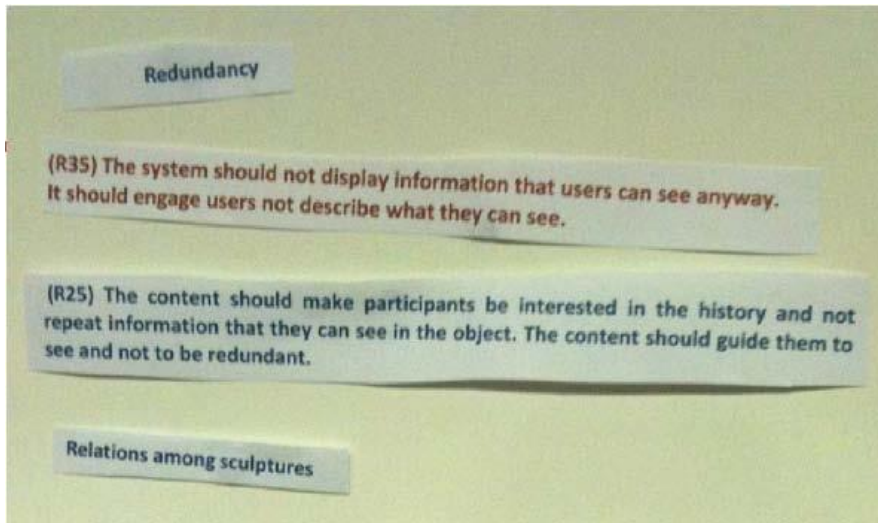 Redundancy
(R35) The system should not display information that users can see anyway.
It should engage users not describe what they can see.
(R25) The content should make participants be interested in the history and not
repeat information that they can see in the object. The content should guide them to
see and not to be redundant.
Relations among sculptures